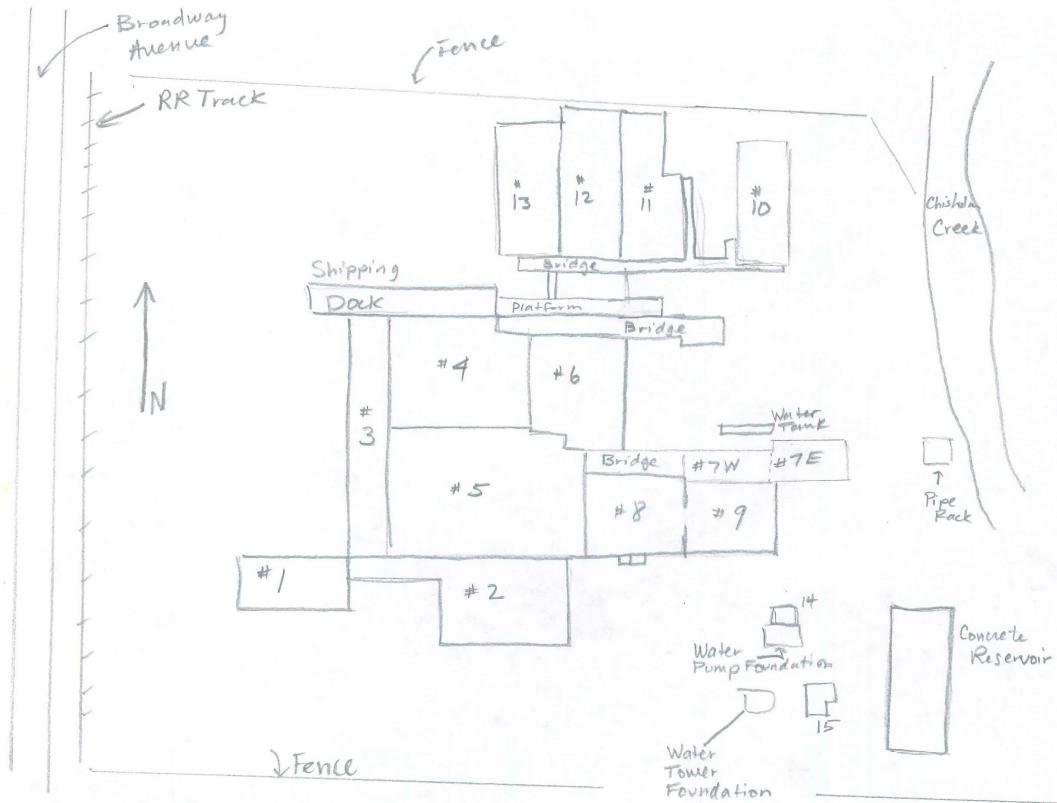 Broadway
Avenue
Fence
RR Track
#
13
#
12
#
11
#
10
Chisholm
Creek
Bridge
Shipping
Dock
Platform
Bridge
N
#4
#6
#
3
Water
Tank
Bridge
#7W
#7E
#5
#8
#9
Pipe
Rack
#1
#2
14
Water
Pump Foundation
Concrete
Reservoir
15
Water
Tower
Foundation
Fence